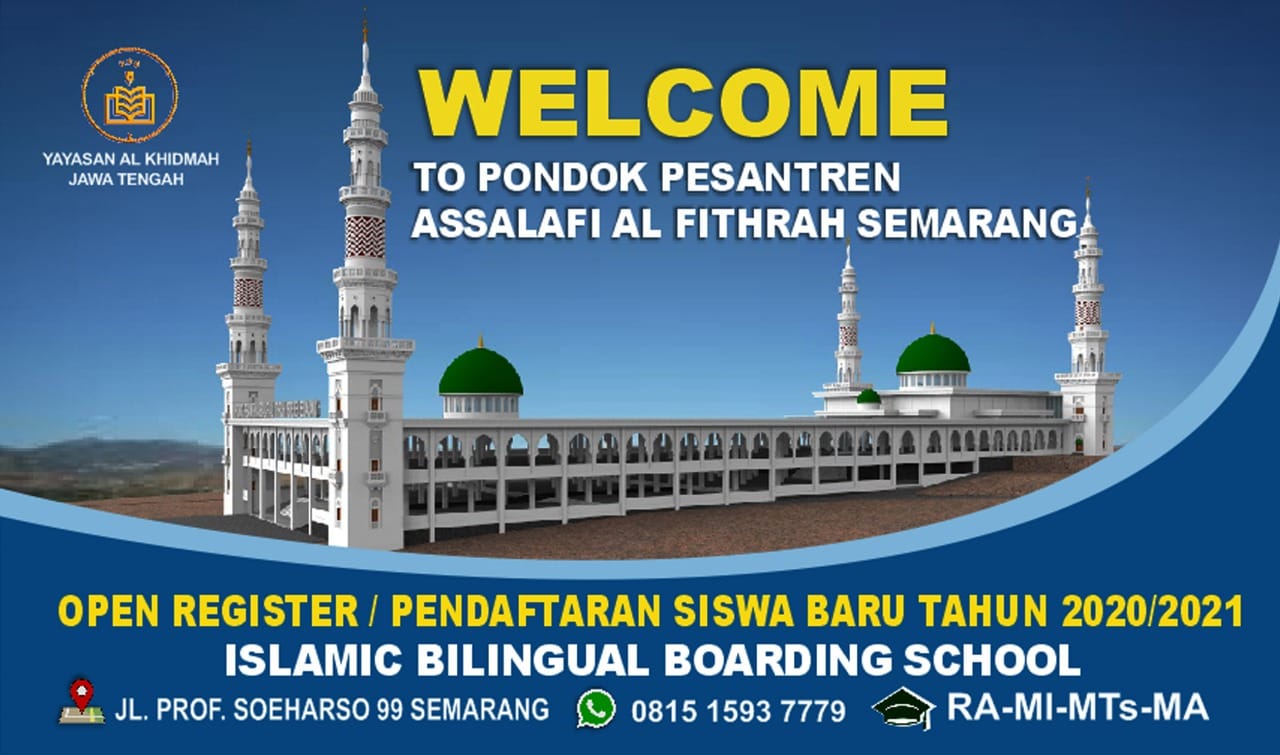 YAYASAN AL KHIDMAH
JAWA TENGAH
WELCOME
TO PONDOK PESANTREN
ASSALAFI AL FITHRAH SEMARANG
OPEN REGISTER / PENDAFTARAN SISWA BARU TAHUN 2020/2021
ISLAMIC BILINGUAL BOARDING SCHOOL
JL. PROF. SOEHARSO 99 SEMARANG
0815 1593 7779
RA-MI-MTs-MA